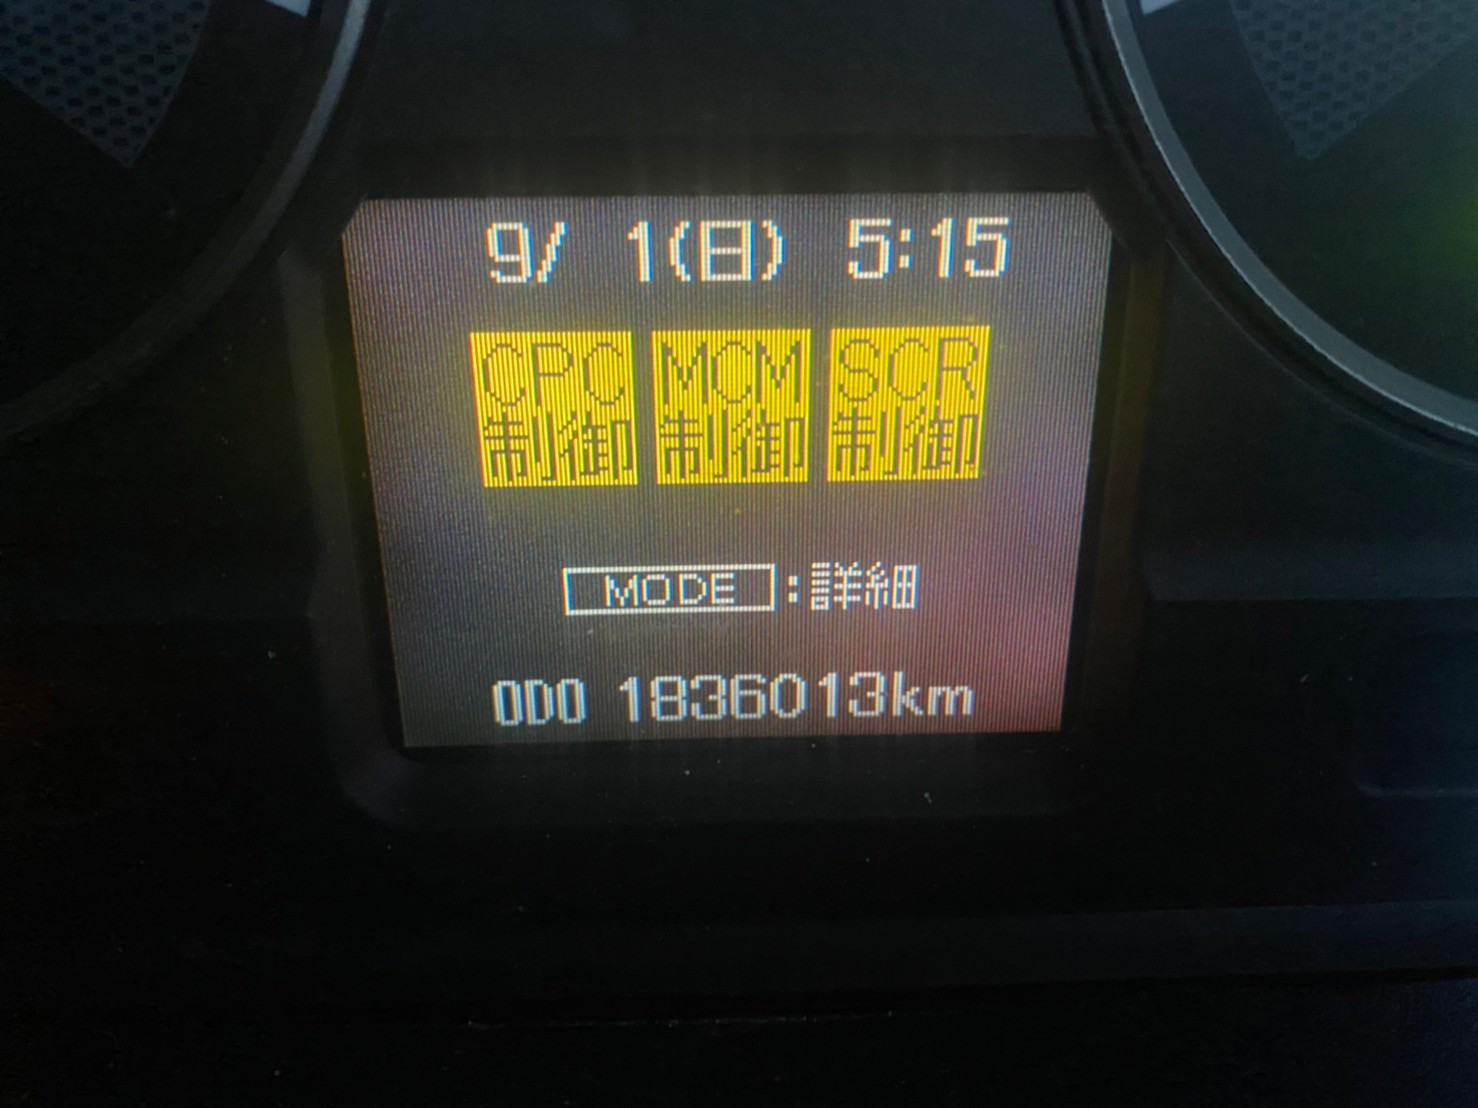 9/ 1(日) 5:15
CPC MCM SCR
制御 制御 制御
MODE :詳細
ODO 1836013km